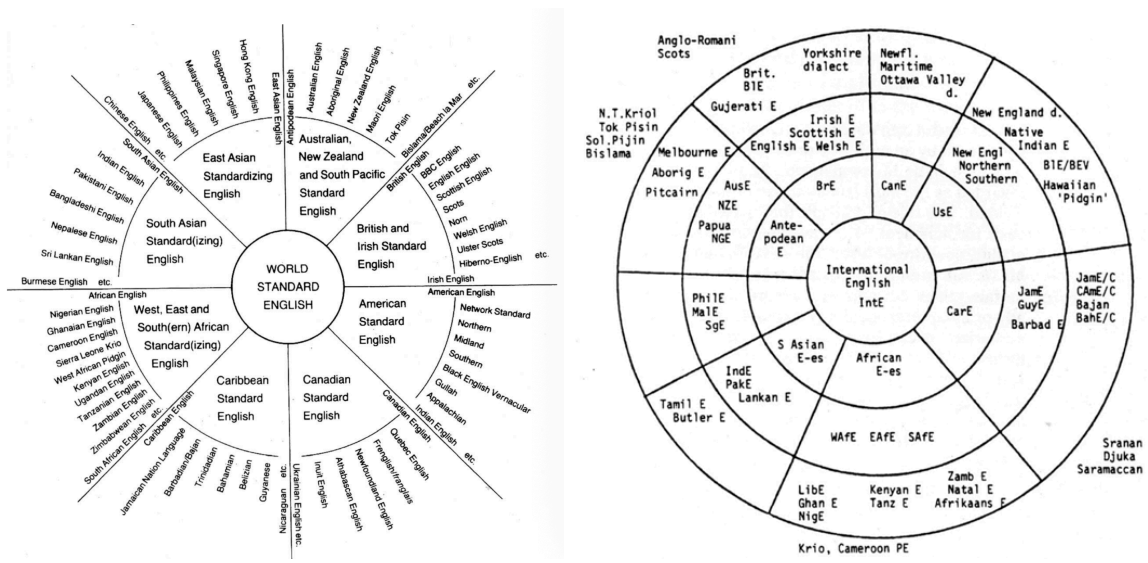 WORLD
STANDARD
ENGLISH
East Asian
Standardizing
English
Australian,
New Zealand
and South Pacific
Standard
English
British and
Irish Standard
English
American
Standard
English
Canadian
Standard
English
Caribbean
Standard
English
West, East and
South(ern) African
Standard(izing)
English
South Asian
Standard(izing)
English
Chinese English etc.
Japanese English
Philippines English
Malaysian English
Singapore English
Hong Kong English
East Asian English
Antipodean English
Australian English
Aboriginal English
New Zealand English
Maori English
Tok Pisin
Bislama/Beach la Mar etc.
British English
BBC English
English English
Scottish English
Scots
Norn
Welsh English
Ulster Scots
Hiberno-English etc.
Irish English
American English
Network Standard
Northern
Midland
Southern
Black English Vernacular
Gullah
Appalachian
Indian English etc.
Canadian English
Quebec English
Frenglish/franglais
Newfoundland English
Athabascan English
Inuit English
Ukrainian English etc.
Nicaraguan etc.
Guyanese
Belizian
Bahamian
Trinidadian
Barbadian/Bajan
Jamaican Nation Language
Caribbean English
South African English etc.
Zimbabwean English
Zambian English
Tanzanian English
Ugandan English
Kenyan English
West African Pidgin
Sierra Leone Krio
Cameroon English
Ghanaian English
Nigerian English
African English
Burmese English etc.
Sri Lankan English
Nepalese English
Bangladeshi English
Pakistani English
Indian English
South Asian English
Anglo-Romani
Scots
Yorkshire
dialect
Brit.
BlE
Gujerati E
Newfl.
Maritime
Ottawa Valley
d.
New England d.
Native
Indian E
BlE/BEV
Hawaiian
'Pidgin'
N.T.Kriol
Tok Pisin
Sol.Pijin
Bislama
Melbourne E
Aborig E
Pitcairn
Irish E
Scottish E
English E Welsh E
New Engl
Northern
Southern
AusE
NZE
Papua
NGE
BrE
CanE
UsE
Ante-
podean
E
International
English
IntE
PhilE
MalE
SgE
CarE
JamE
GuyE
Barbad E
JamE/C
CAmE/C
Bajan
BahE/C
S Asian
E-es
African
E-es
IndE
PakE
Lankan E
Tamil E
Butler E
WAfE EAfE SAfE
LibE
Ghan E
NigE
Kenyan E
Tanz E
Zamb E
Natal E
Afrikaans E
Sranan
Djuka
Saramaccan
Krio, Cameroon PE